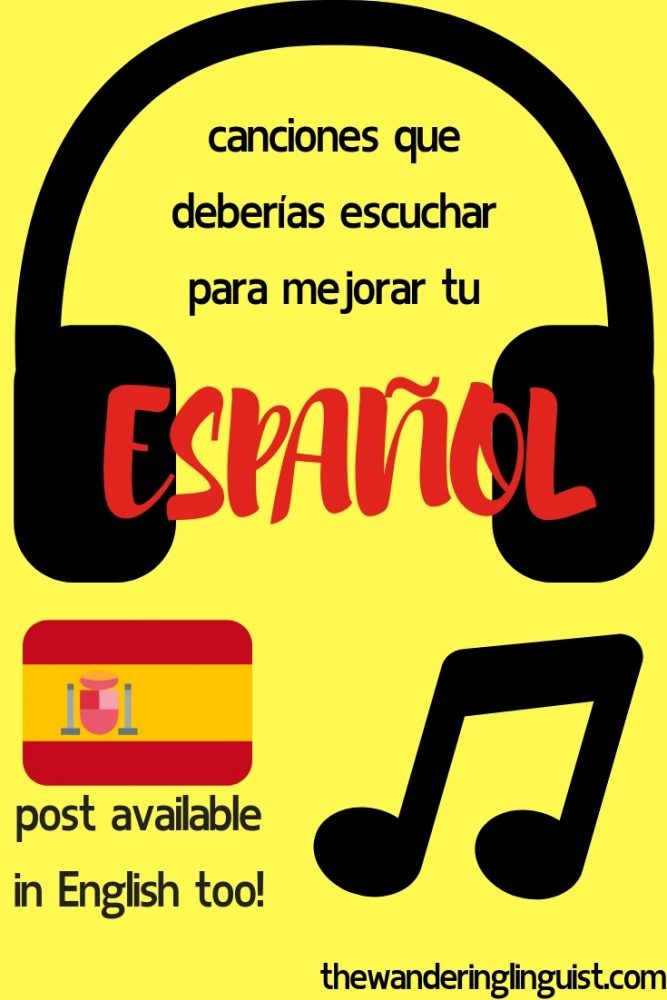 canciones que
deberías escuchar
para mejorar tu
ESPAÑOL
post available
in English too!
thewanderinglinguist.com